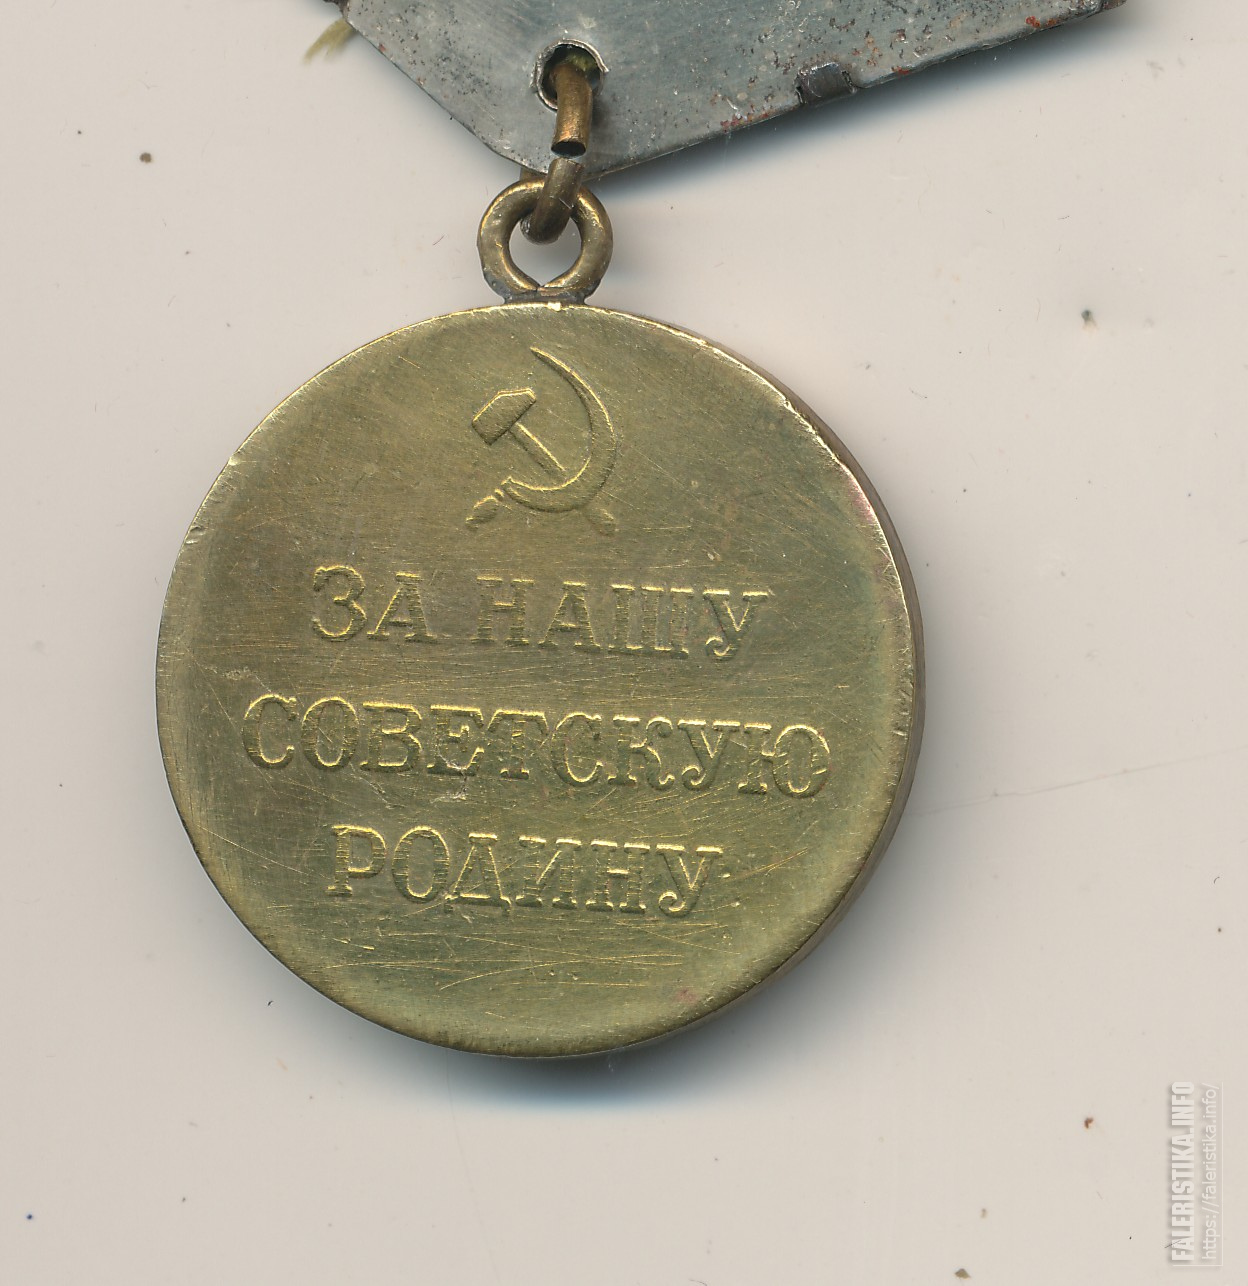 ЗА НАШУ
СОВЕТСКУЮ
РОДИНУ
FALERISTIKA.INFO
https://faleristika.info/